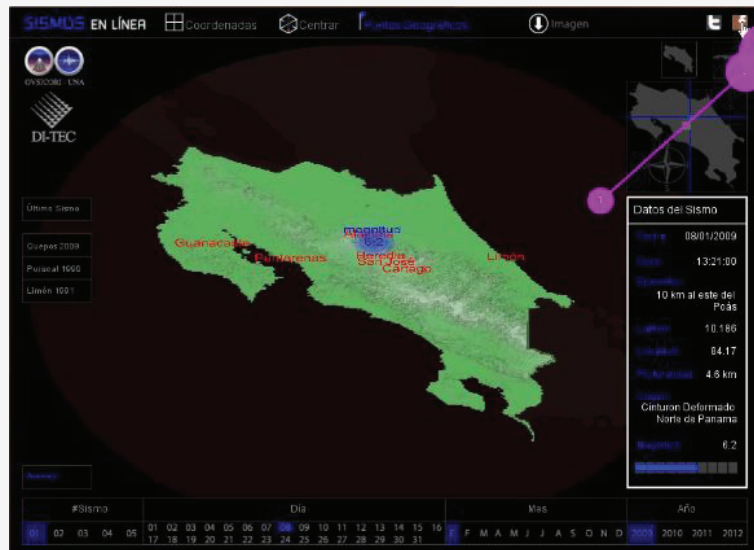 SISMOS EN LÍNEA
Coordenadas
Centrar
Puntos Geográficos
Imagen
OVSICORI - UNA
DI-TEC
Último Sismo
Quepos 2009
Limón 1991
magnitud
Alajuela
6.2
Guanacaste
Puntarenas
Heredia
San José
Cartago
Limón
1
Datos del Sismo
Fecha 08/01/2009
Hora 13:21:00
10 km al este del
Poás
Latitud 10.186
Longitud 84.17
Profundidad 4.6 km
Origen
Cinturon Deformado
Norte de Panama
Magnitud 6.2
#Sismo Día Mes Año
01 02 03 04 05
01 02 03 04 05 06 07 08 09 10 11 12 13 14 15 16
17 18 19 20 21 22 23 24 25 26 27 28 29 30 31
E F M A M J J A S O N D
2009 2010 2011 2012